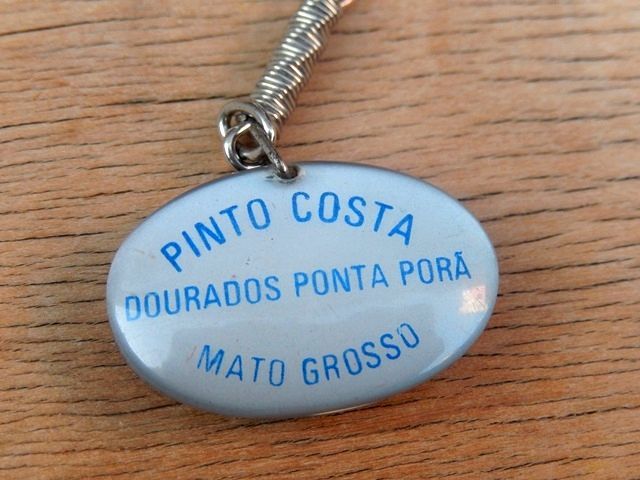 PINTO COSTA
DOURADOS PONTA PORÃ
MATO GROSSO